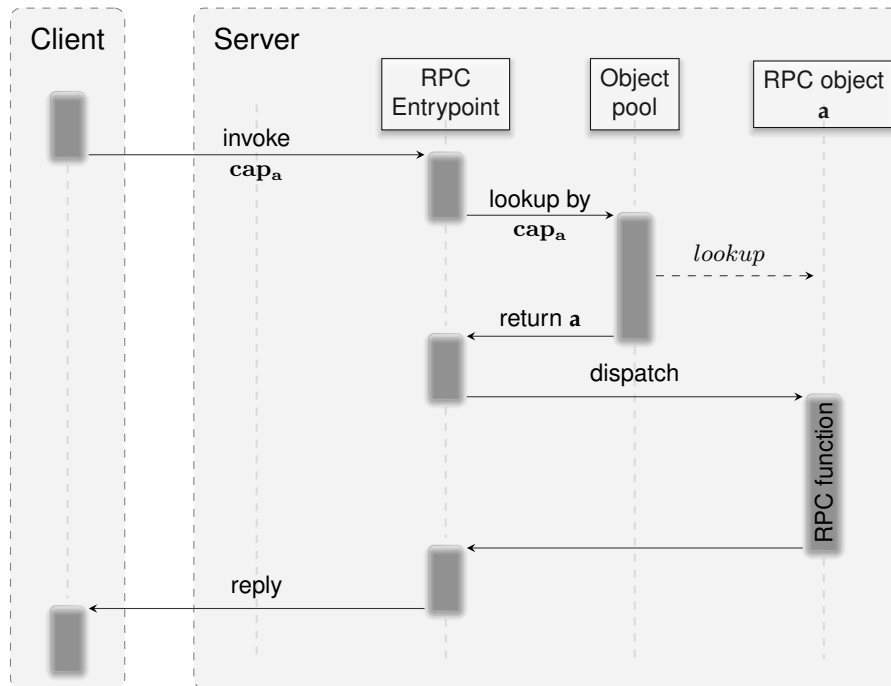 Client
Server
RPC
Entrypoint
Object
pool
RPC object
a
invoke
cap_a
lookup by
cap_a
lookup
return a
dispatch
RPC function
reply